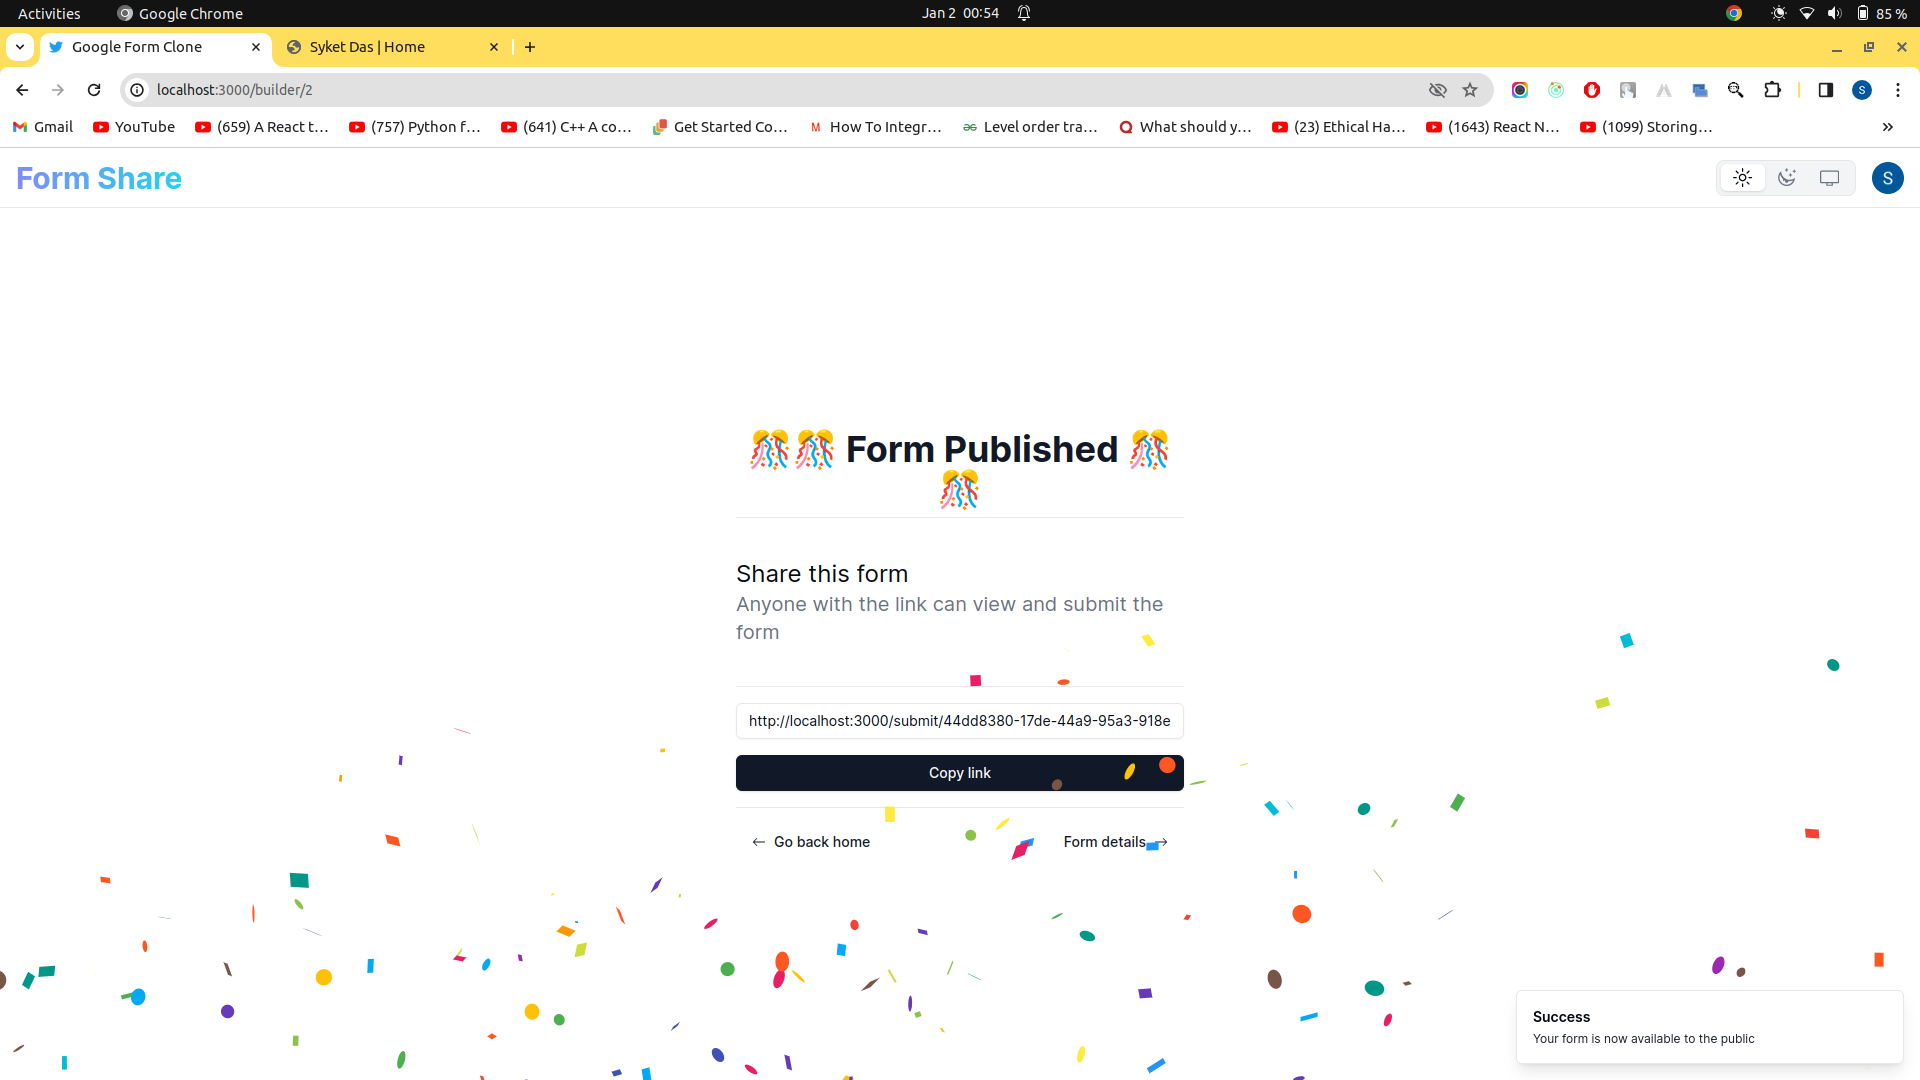 Activities Google Chrome Jan 2 00:54 85 %
Google Form Clone Syket Das | Home
localhost:3000/builder/2 S
Gmail YouTube (659) A React t... (757) Python f... (641) C++ A co... Get Started Co... How To Integr... Level order tra... What should y... (23) Ethical Ha... (1643) React N... (1099) Storing...
Form Share S
🎊🎊 Form Published 🎊
🎊
Share this form
Anyone with the link can view and submit the
form
http://localhost:3000/submit/44dd8380-17de-44a9-95a3-918e
Copy link
← Go back home Form details →
Success
Your form is now available to the public